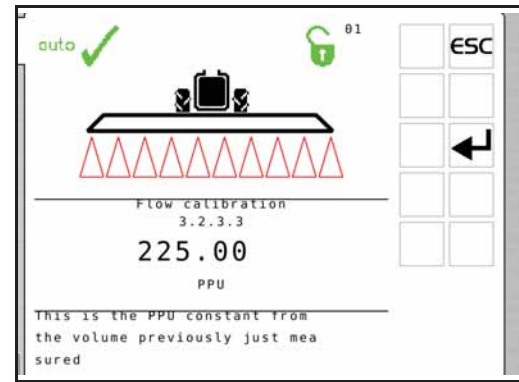 auto
01
ESC
Flow calibration
3.2.3.3
225.00
PPU
This is the PPU constant from
the volume previously just mea
sured